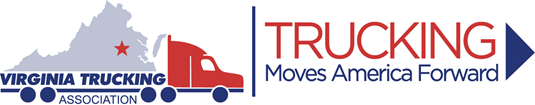 VIRGINIA TRUCKING
ASSOCIATION
TRUCKING
Moves America Forward